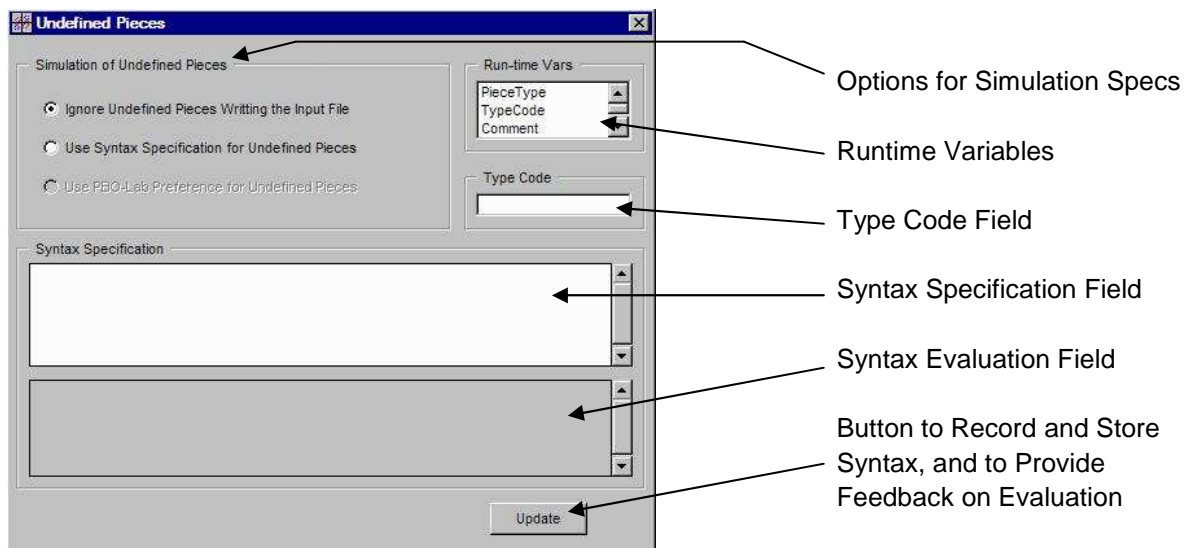 Undefined Pieces
Simulation of Undefined Pieces
Ignore Undefined Pieces Writting the Input File
Use Syntax Specification for Undefined Pieces
Use PBO-Lab Preference for Undefined Pieces
Run-time Vars
PieceType
TypeCode
Comment
Type Code
Syntax Specification
Update
Options for Simulation Specs
Runtime Variables
Type Code Field
Syntax Specification Field
Syntax Evaluation Field
Button to Record and Store
Syntax, and to Provide
Feedback on Evaluation